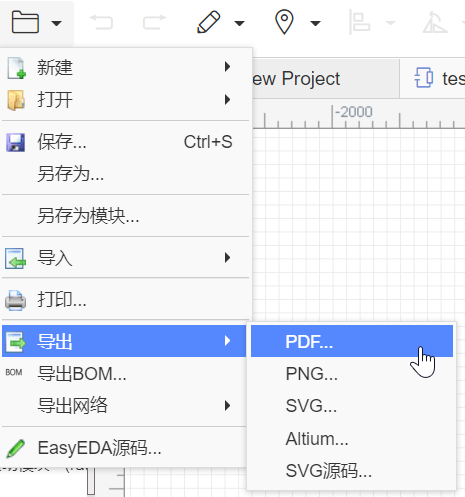 新建
ew Project
tes
打开
-2000
保存... Ctrl+S
另存为...
另存为模块...
导入
打印...
导出
PDF...
BOM 导出BOM...
PNG...
导出网络
SVG...
Altium...
EasyEDA源码...
SVG源码...